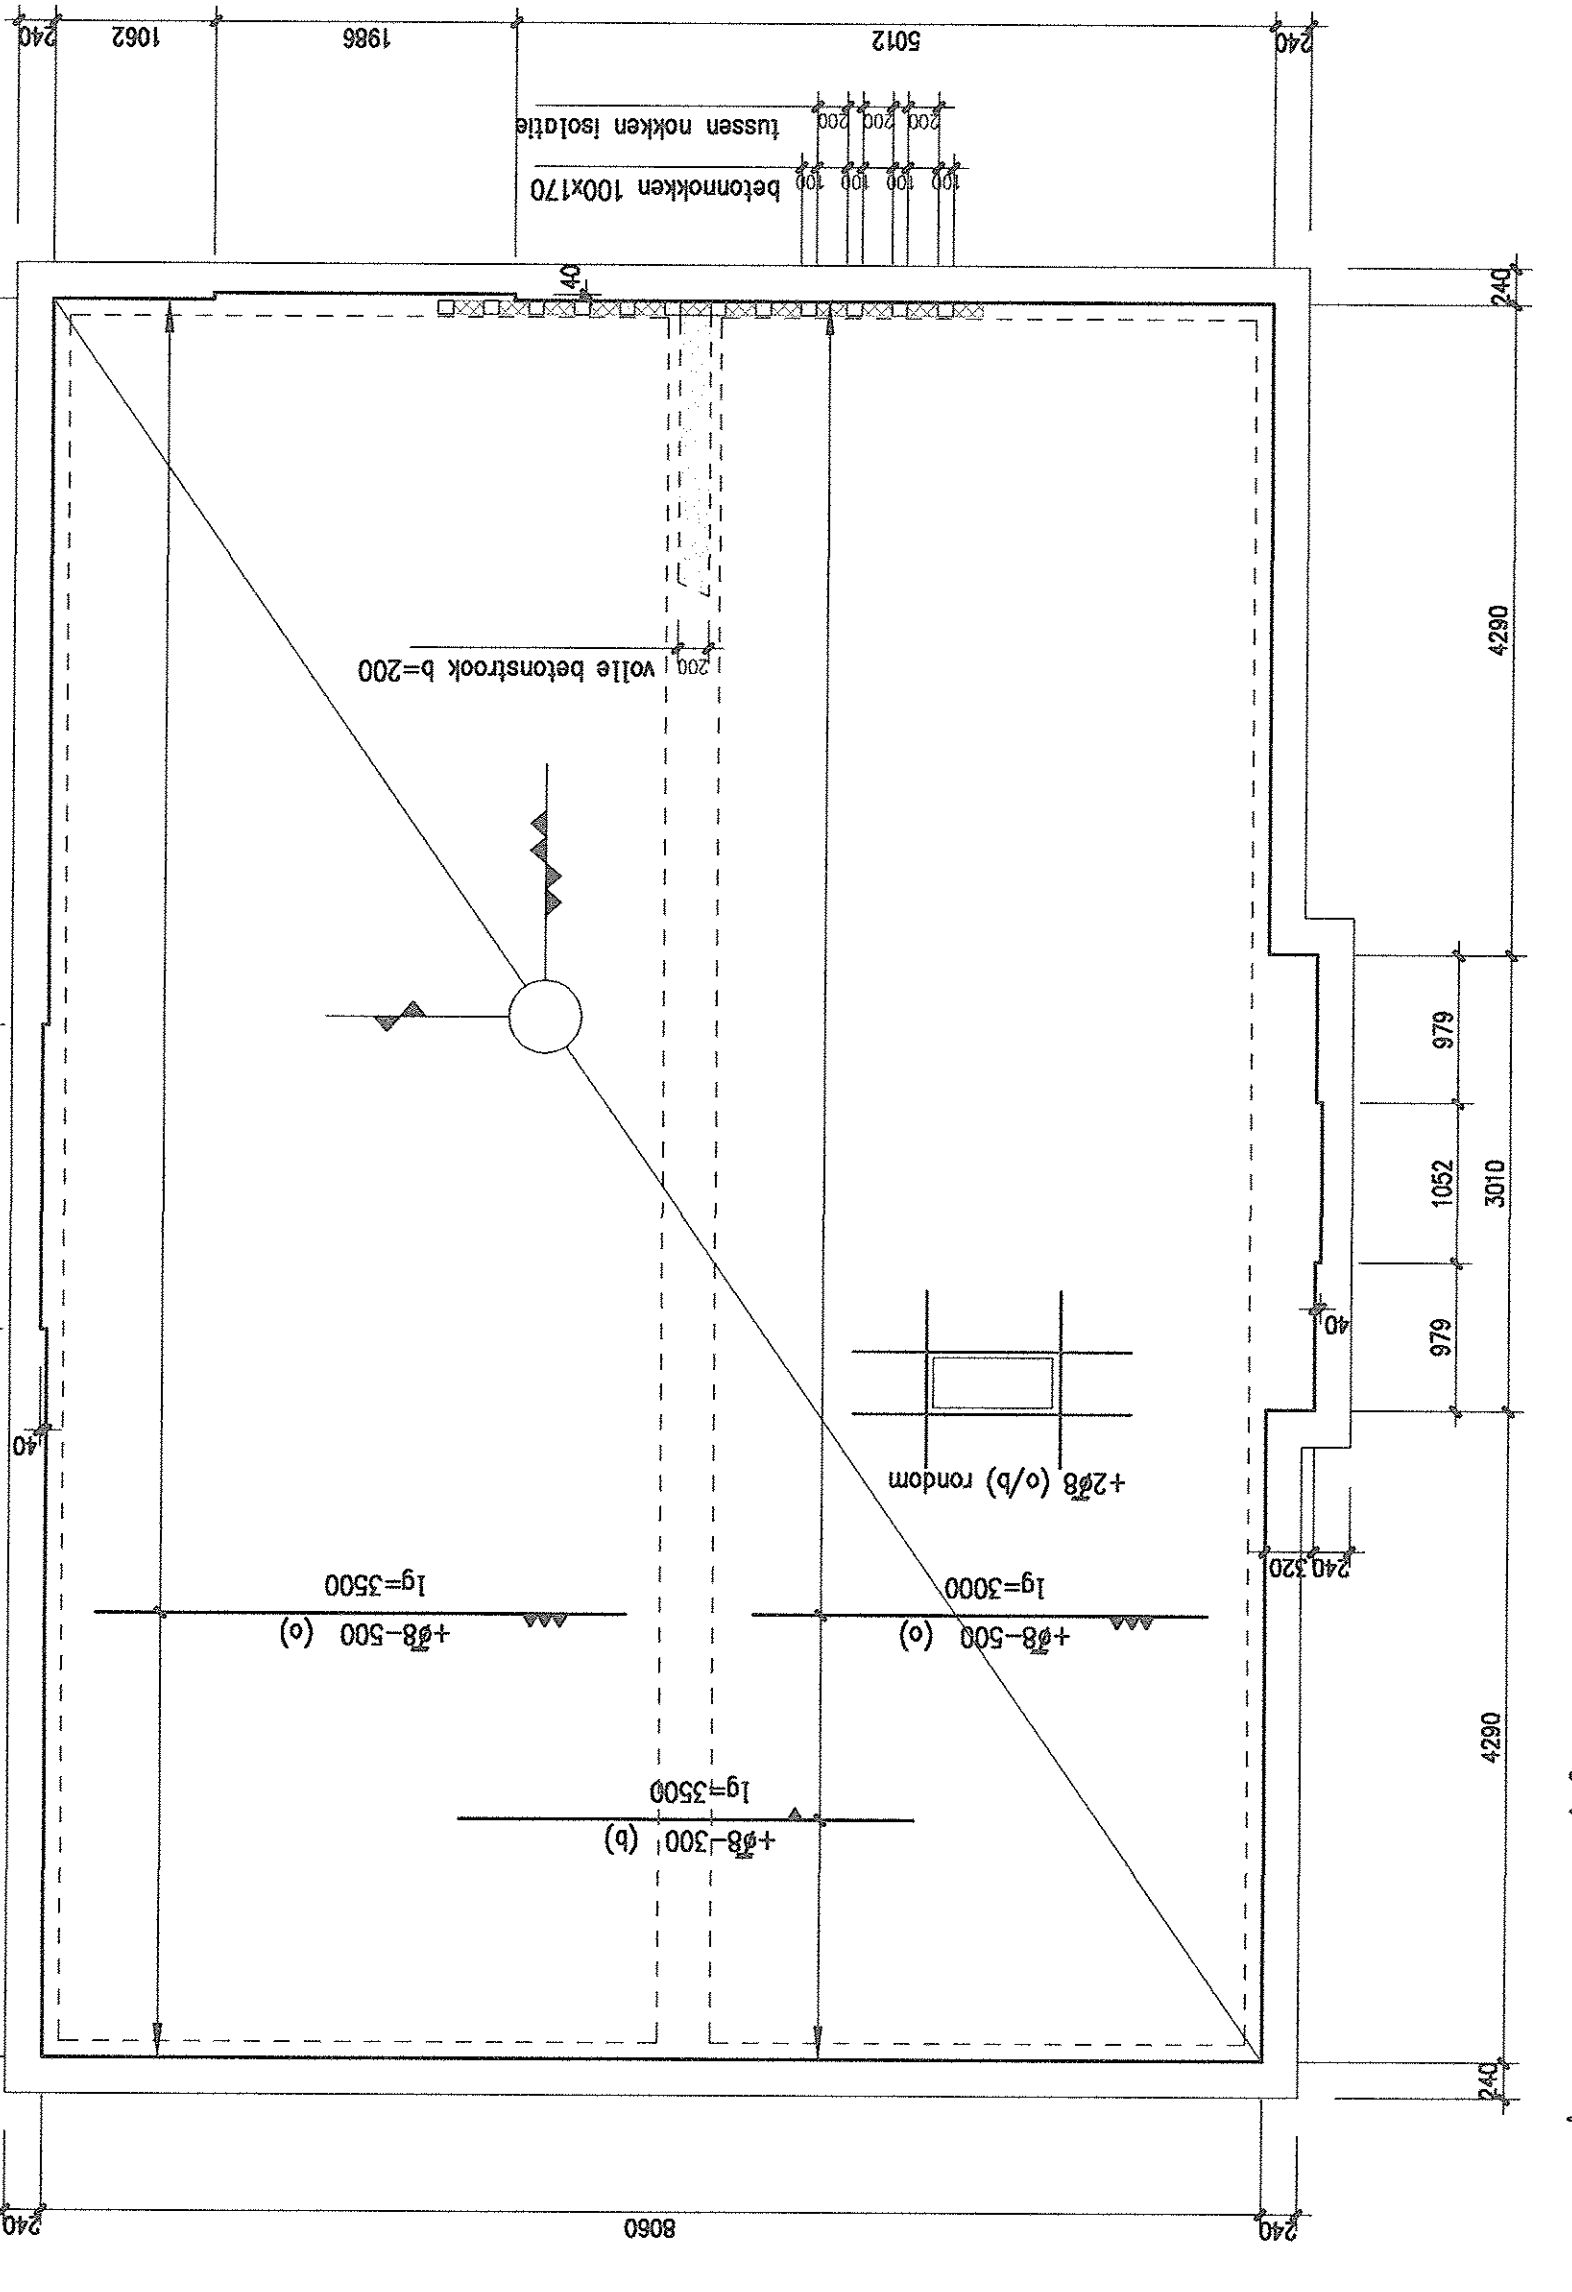 240 8060 240
240
4290
+ø8-300 (b)
lg=3500
+ø8-500 (o)
lg=3000
+ø8-500 (o)
lg=3500
240 320
+2ø8 (o/b) rondom
40
40
979
1052
979
3010
volle betonstrook b=200
200
4290
40
240
betonnokken 100x170
100 100 100 100
tussen nokken isolatie
200 200 200
240 5012 1986 1062 240